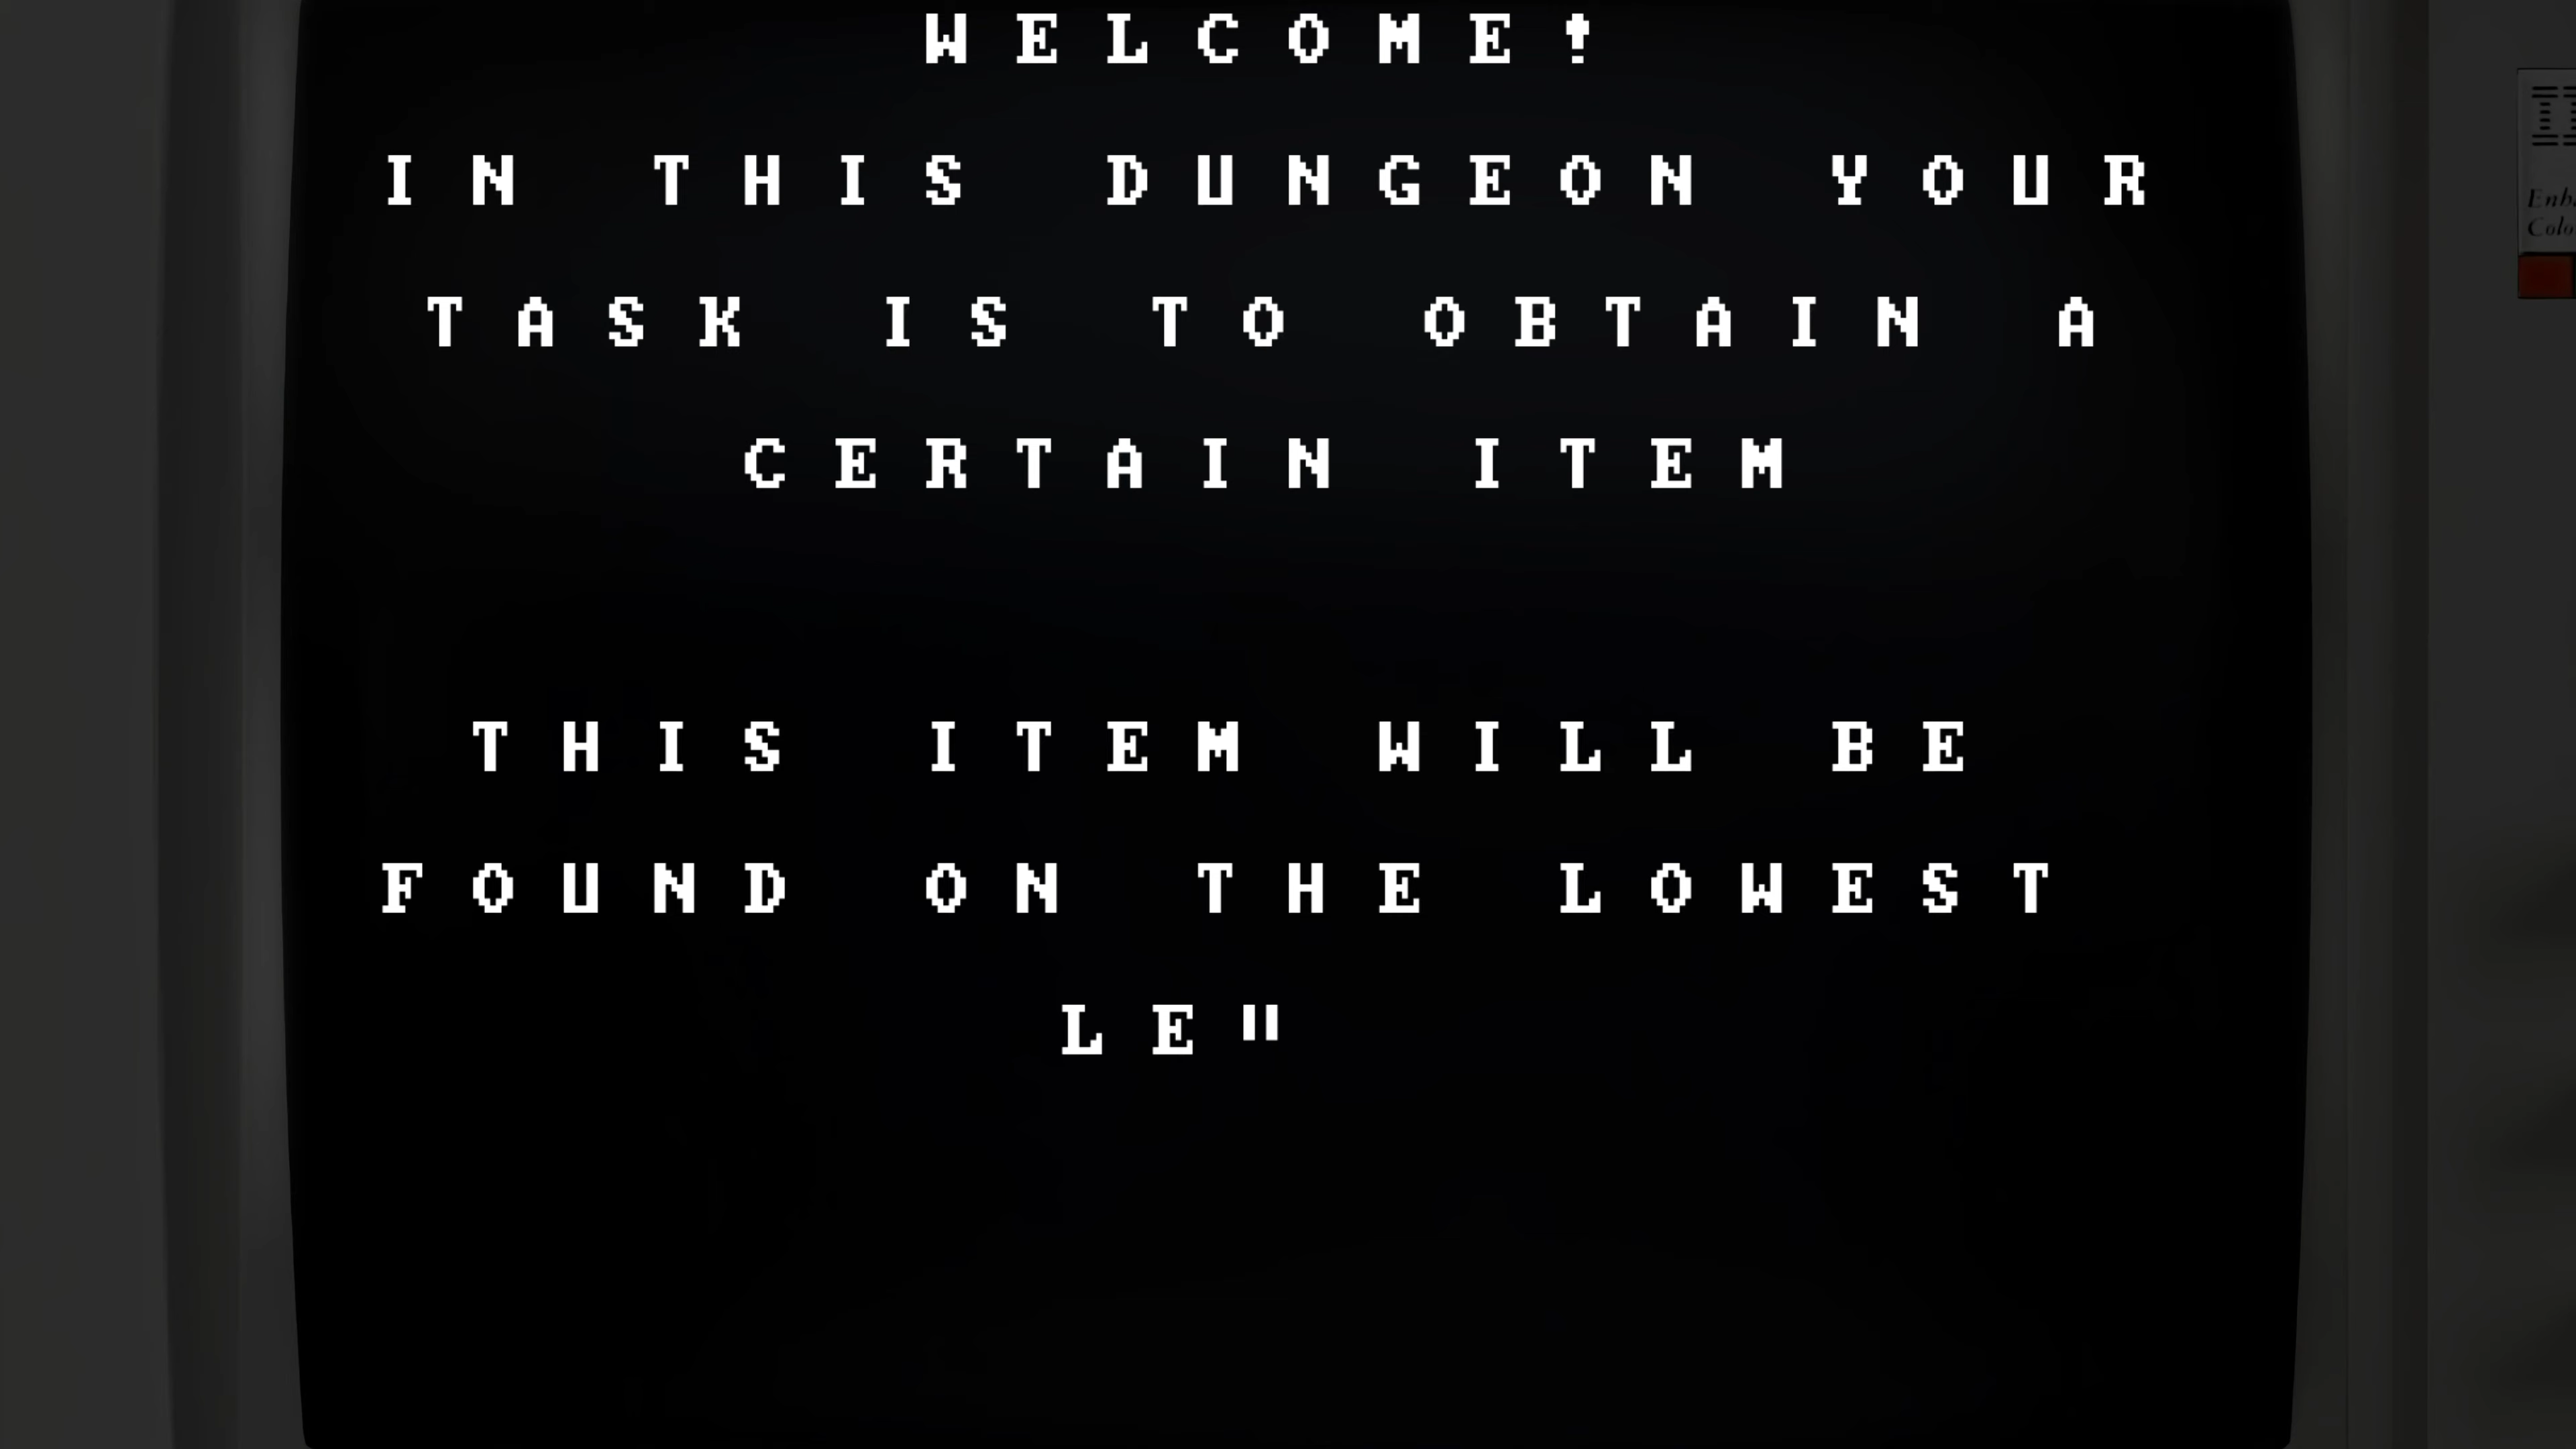 WELCOME!
IN THIS DUNGEON YOUR
TASK IS TO OBTAIN A
CERTAIN ITEM
THIS ITEM WILL BE
FOUND ON THE LOWEST
LE"